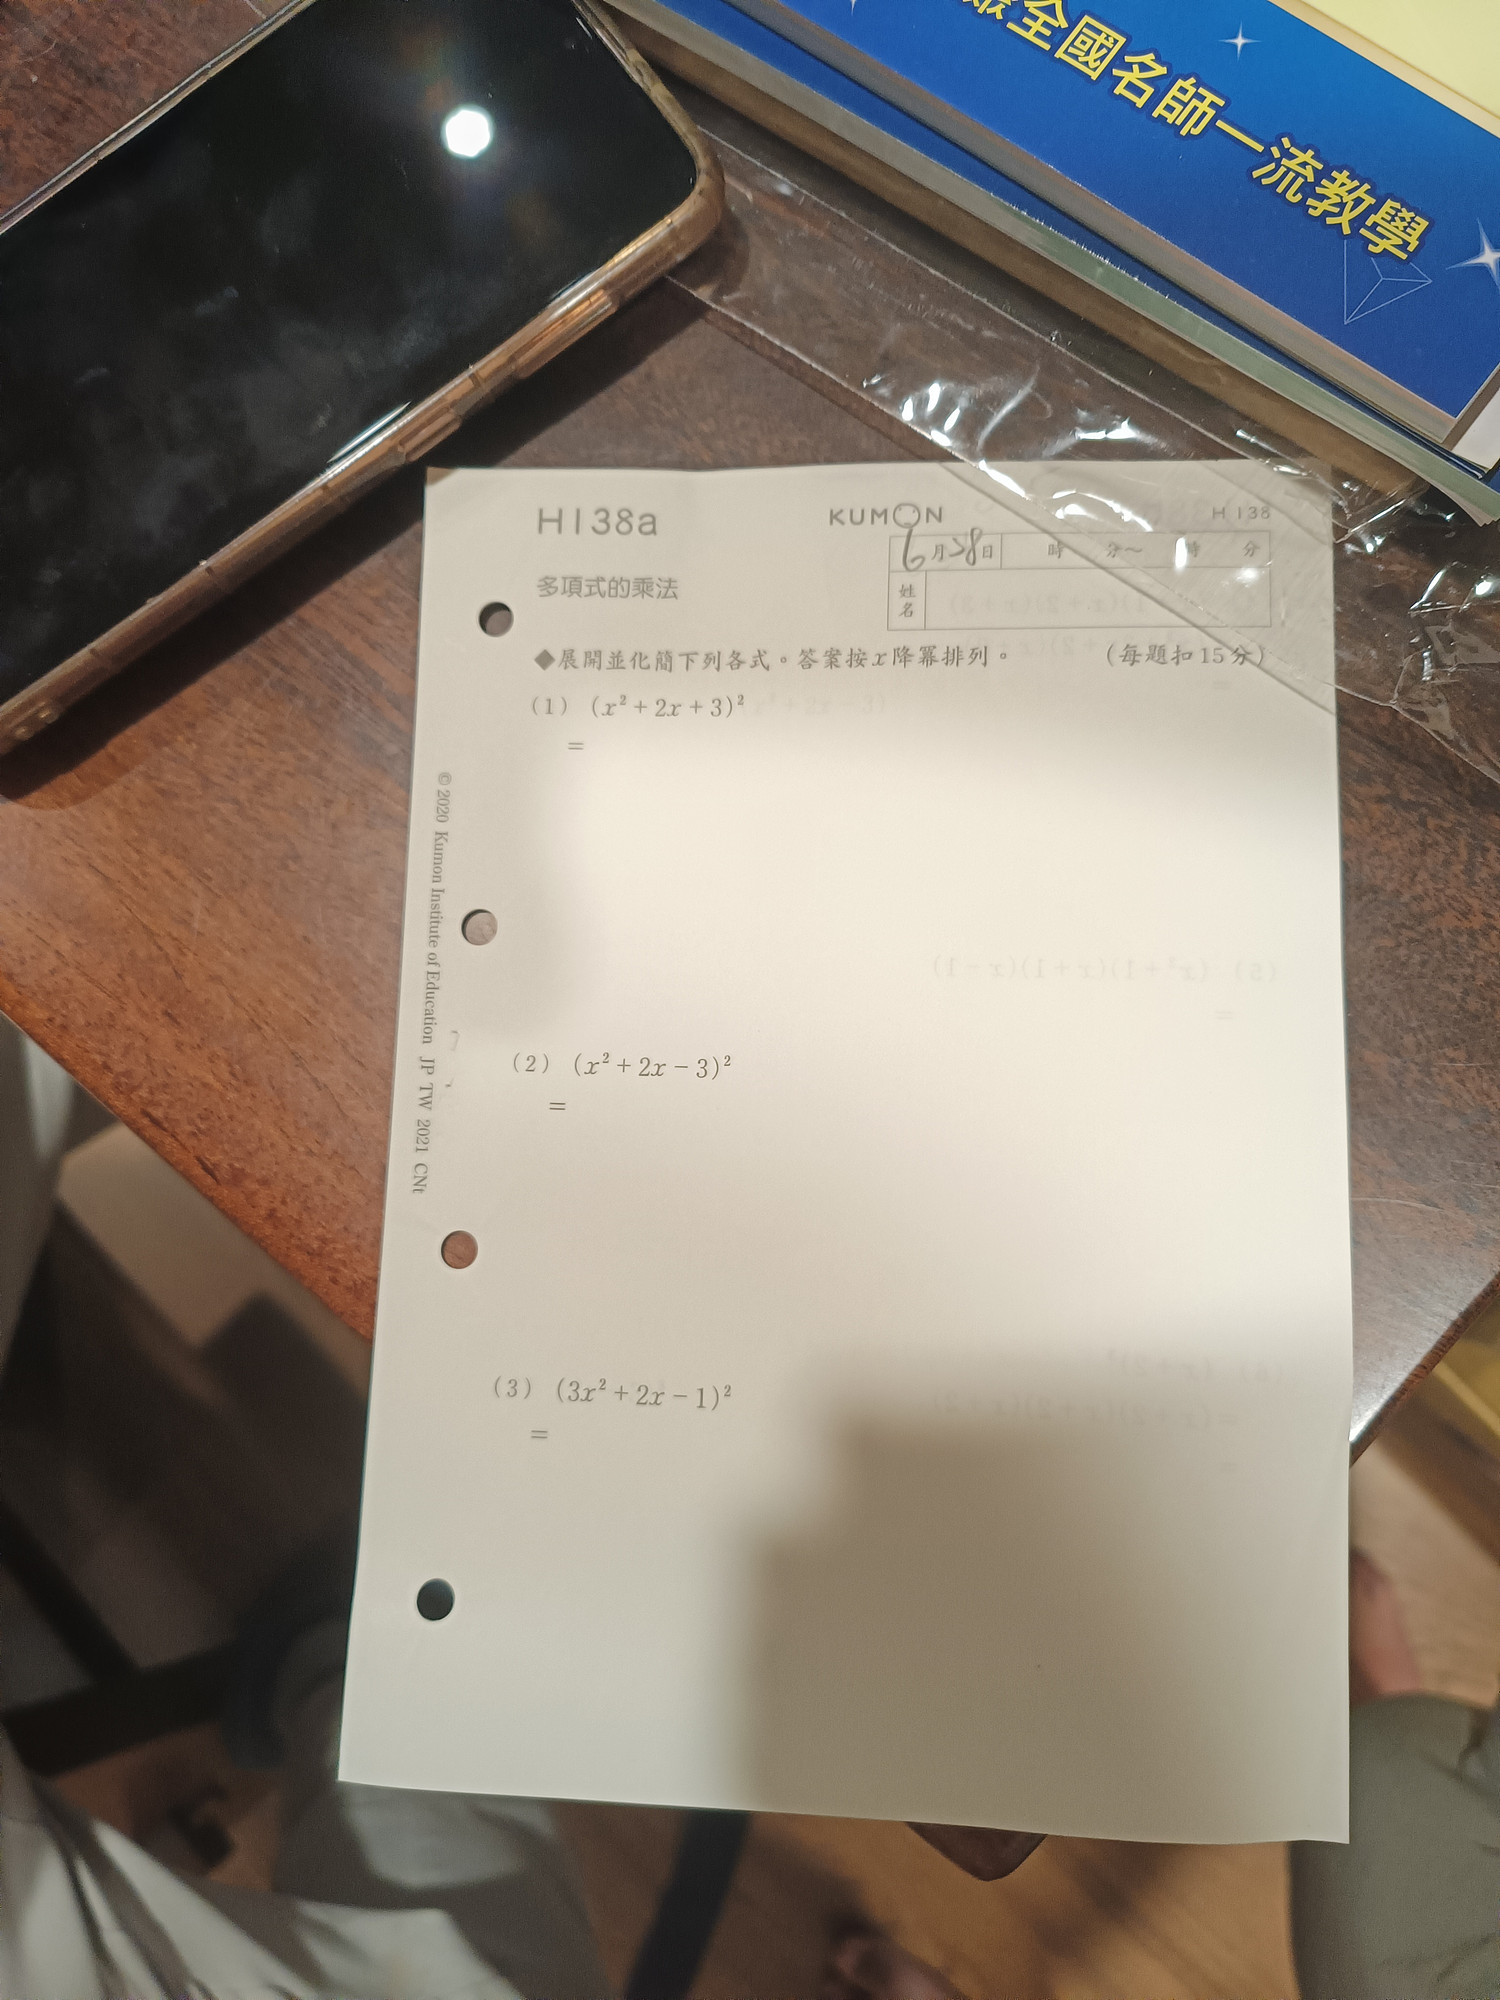 全國名師一流教學
H138a
KUMON
H 138
6月28日 時 分～ 時 分
姓名
多項式的乘法
◆展開並化簡下列各式。答案按x降冪排列。 (每題扣15分)
(1) (x² + 2x + 3)²
=
(2) (x² + 2x − 3)²
=
(3) (3x² + 2x − 1)²
=
© 2020 Kumon Institute of Education JP TW 2021 CNt